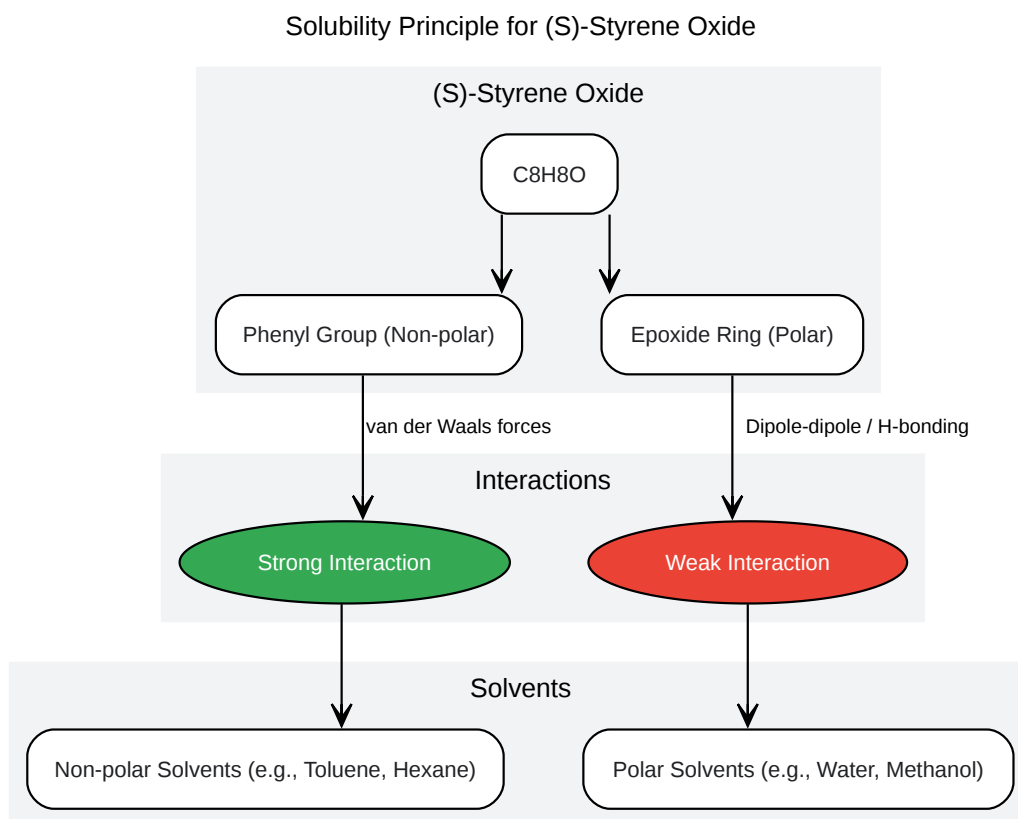 Solubility Principle for (S)-Styrene Oxide
(S)-Styrene Oxide
C8H8O
Phenyl Group (Non-polar)
Epoxide Ring (Polar)
van der Waals forces
Dipole-dipole / H-bonding
Interactions
Strong Interaction
Weak Interaction
Solvents
Non-polar Solvents (e.g., Toluene, Hexane)
Polar Solvents (e.g., Water, Methanol)